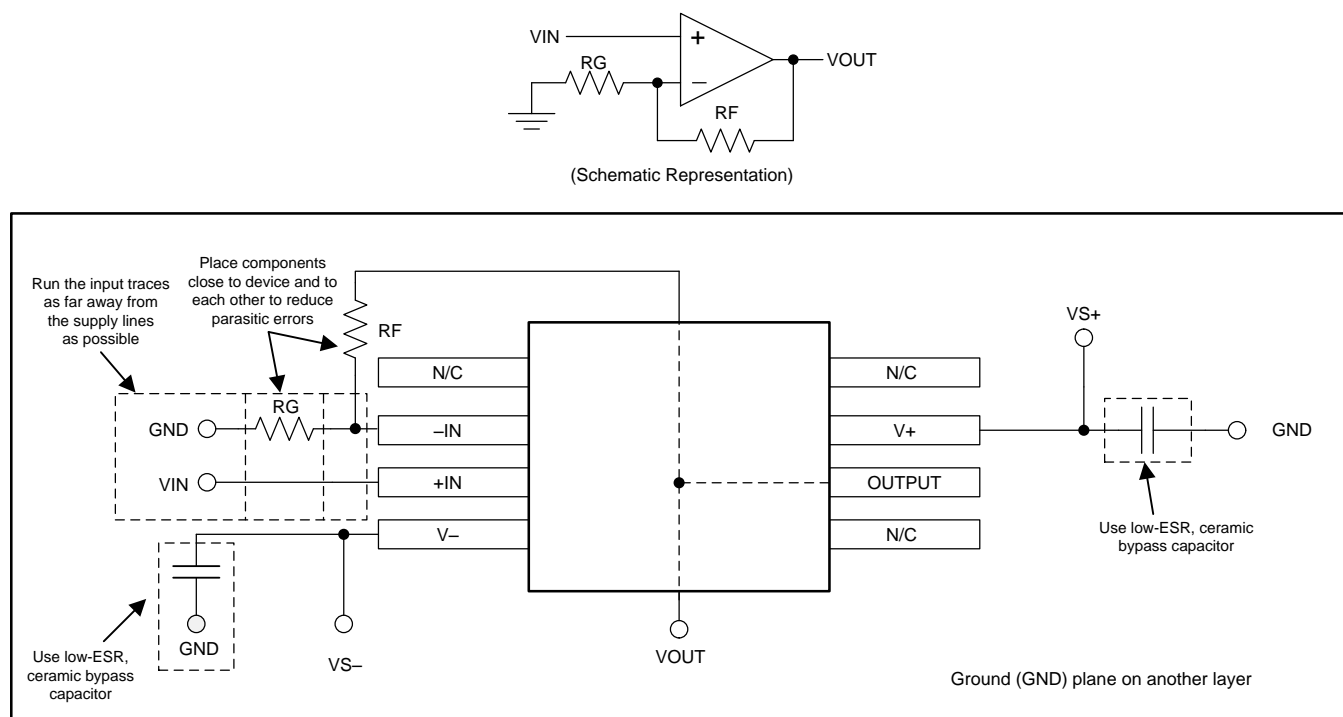 VIN
+
VOUT
RG
–
RF
(Schematic Representation)
Run the input traces
as far away from
the supply lines
as possible
Place components
close to device and to
each other to reduce
parasitic errors
RF
VS+
N/C
N/C
RG
GND
–IN
V+
GND
VIN
+IN
OUTPUT
V–
N/C
Use low-ESR, ceramic
bypass capacitor
GND
Use low-ESR,
ceramic bypass
capacitor
VS–
VOUT
Ground (GND) plane on another layer